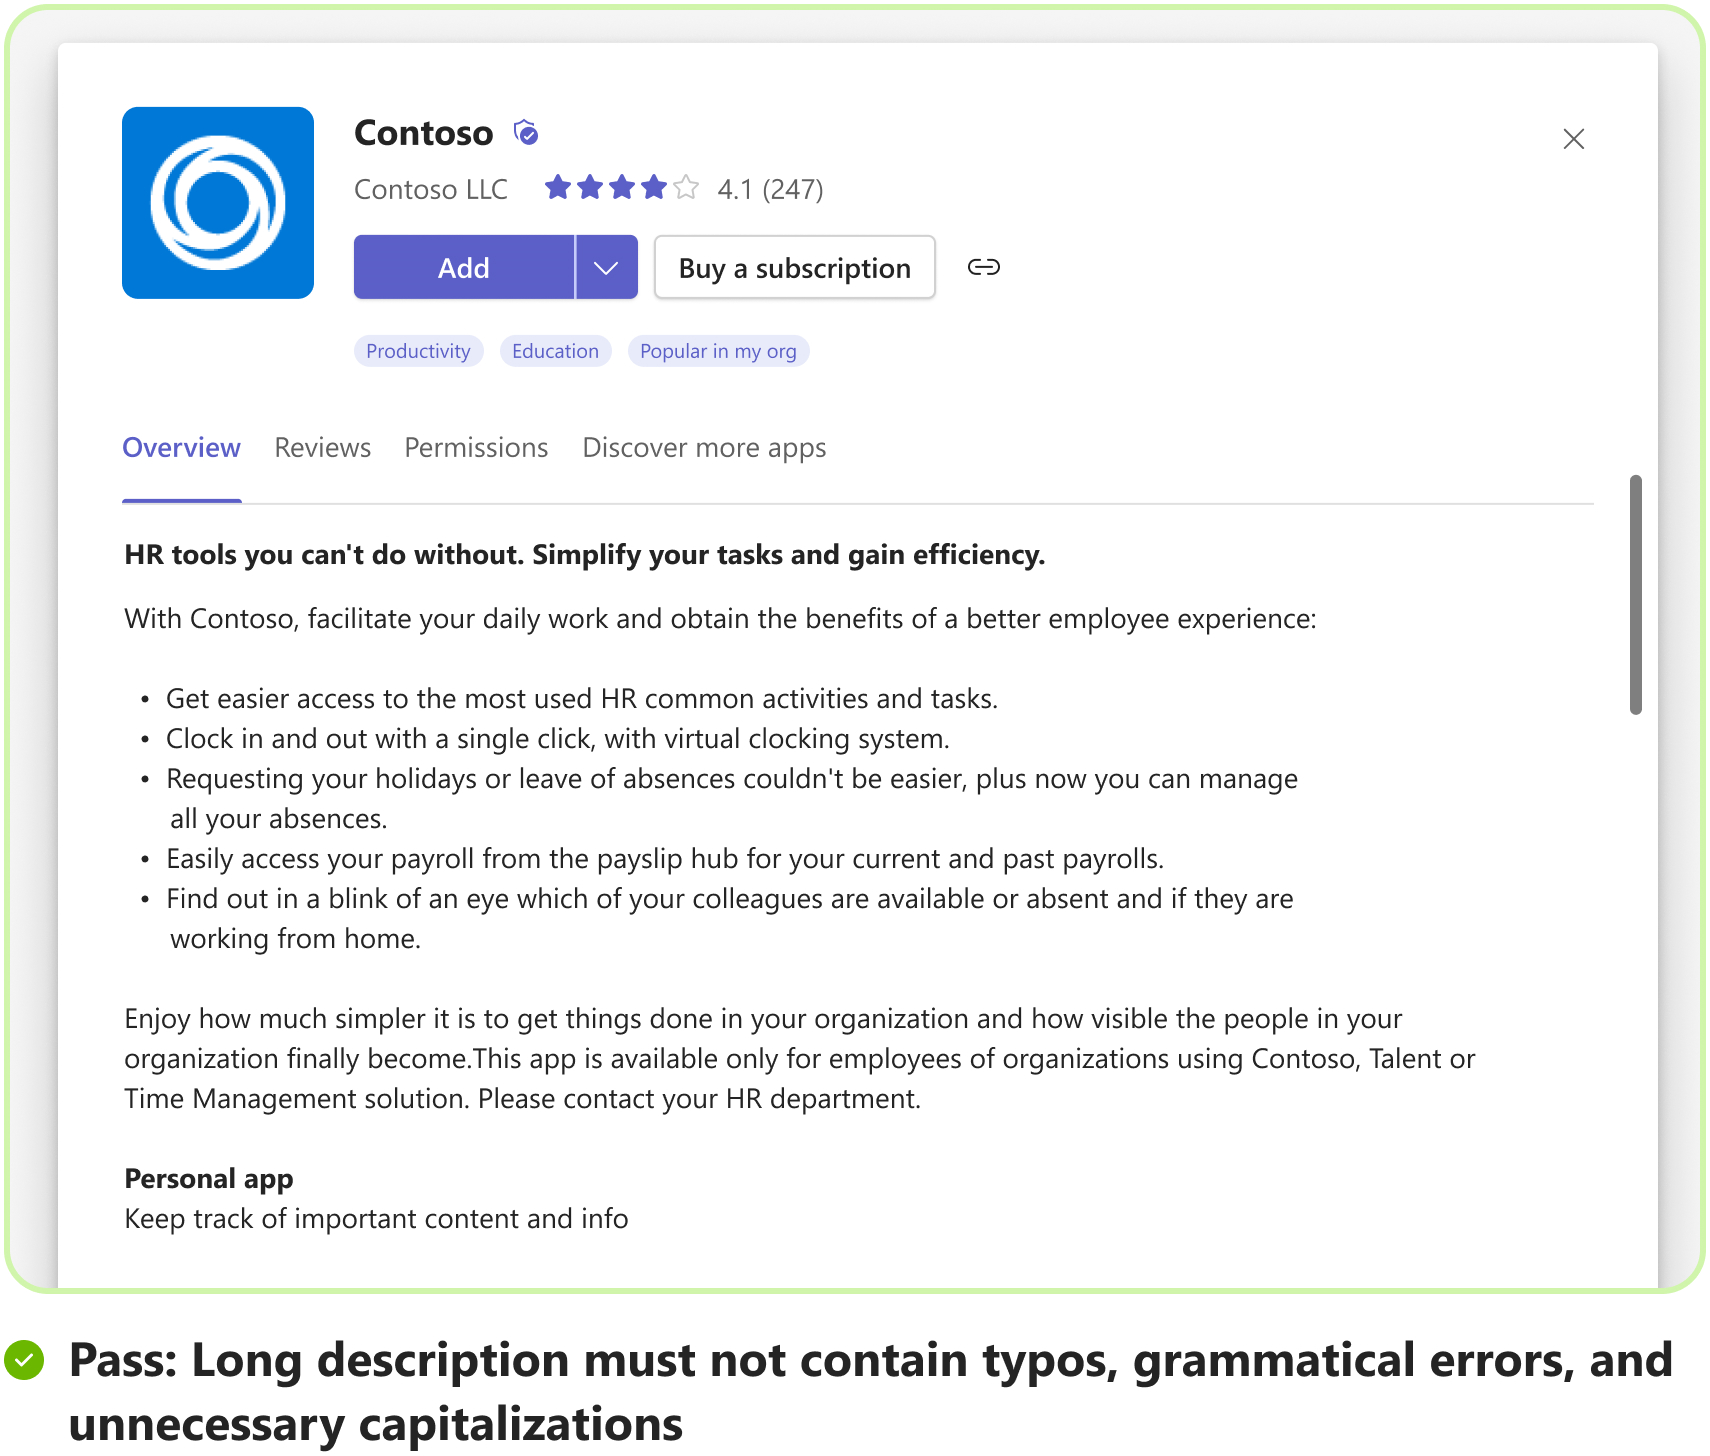 Contoso
Contoso LLC 4.1 (247)
Add Buy a subscription
Productivity Education Popular in my org
Overview Reviews Permissions Discover more apps
HR tools you can't do without. Simplify your tasks and gain efficiency.
With Contoso, facilitate your daily work and obtain the benefits of a better employee experience:
• Get easier access to the most used HR common activities and tasks.
• Clock in and out with a single click, with virtual clocking system.
• Requesting your holidays or leave of absences couldn't be easier, plus now you can manage
all your absences.
• Easily access your payroll from the payslip hub for your current and past payrolls.
• Find out in a blink of an eye which of your colleagues are available or absent and if they are
working from home.
Enjoy how much simpler it is to get things done in your organization and how visible the people in your
organization finally become.This app is available only for employees of organizations using Contoso, Talent or
Time Management solution. Please contact your HR department.
Personal app
Keep track of important content and info
Pass: Long description must not contain typos, grammatical errors, and
unnecessary capitalizations